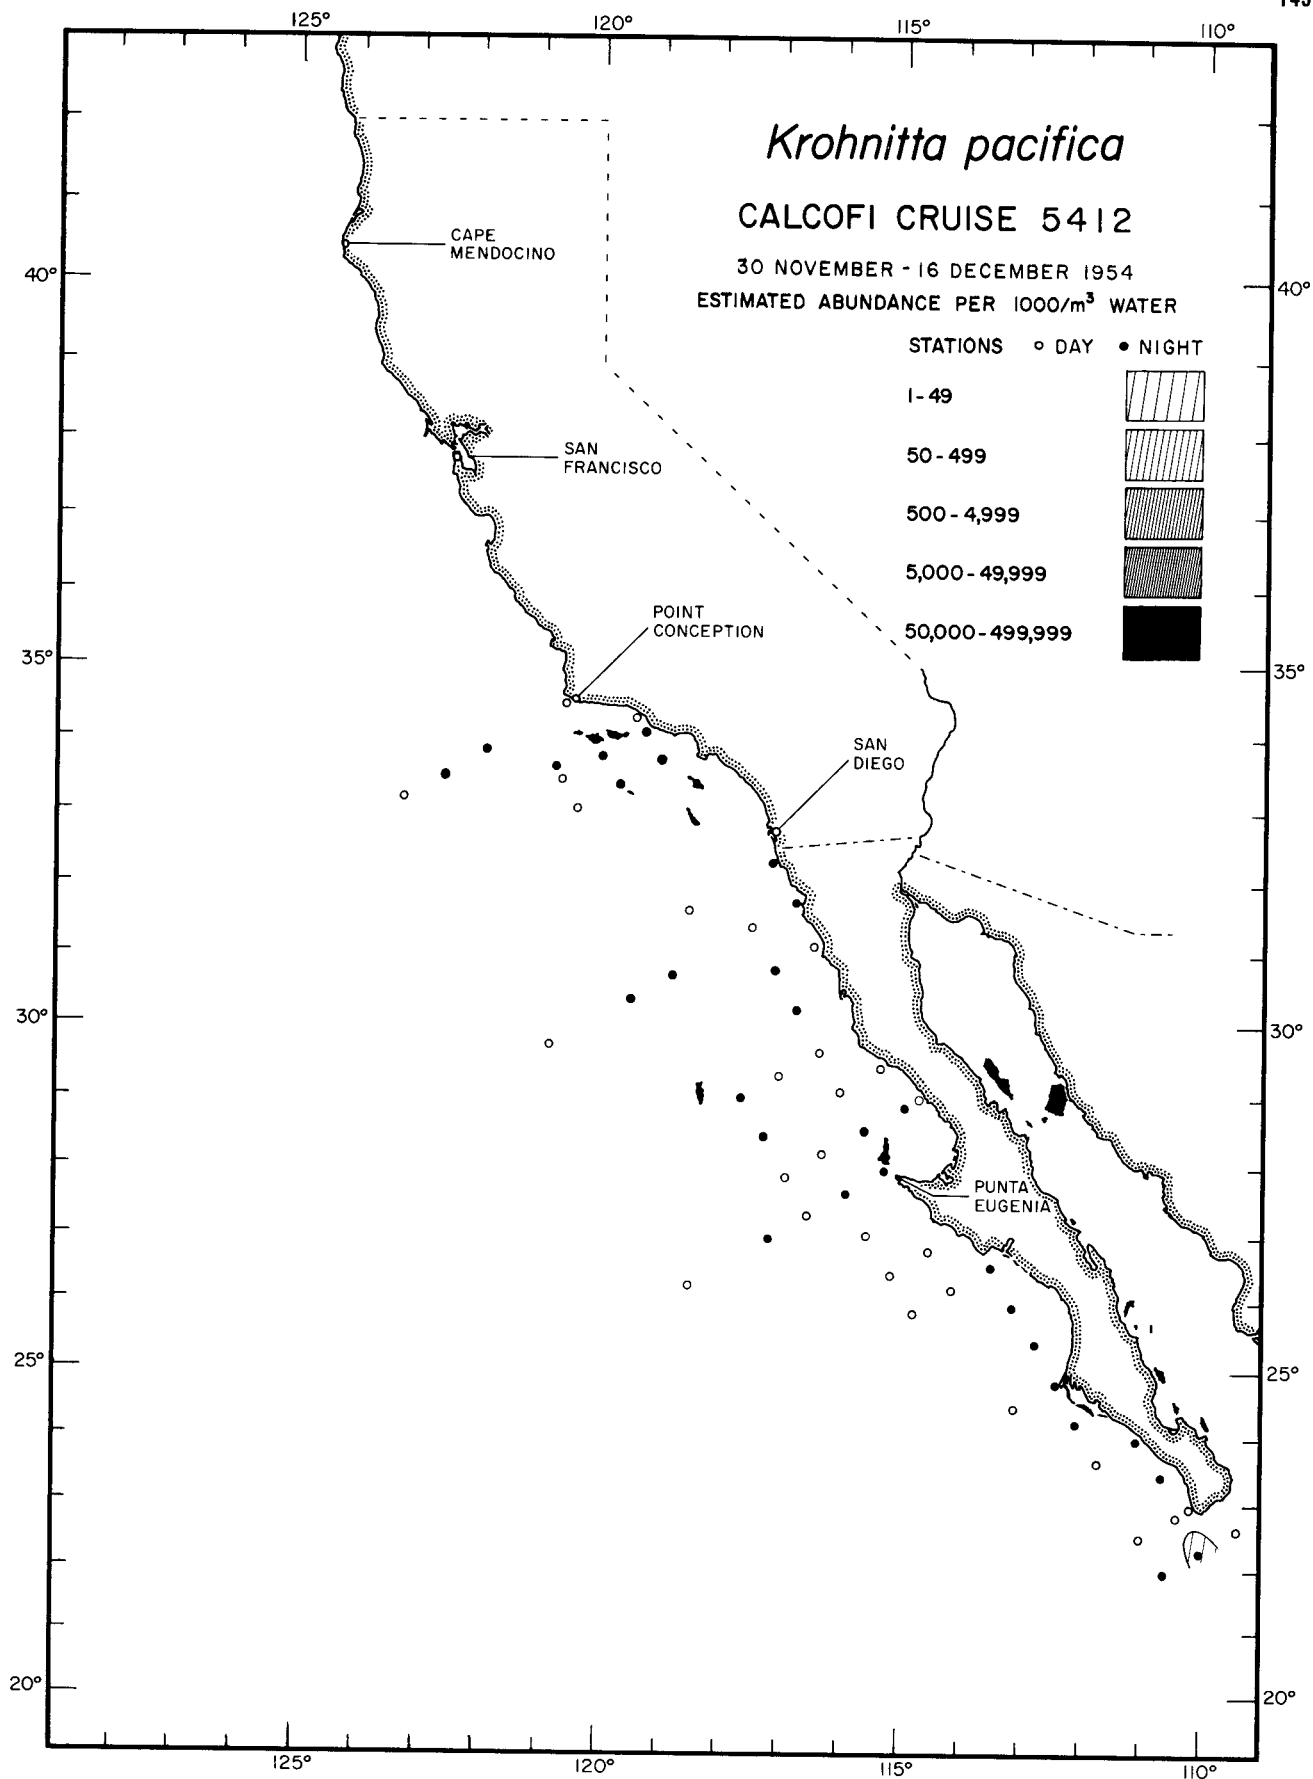 125° 120° 115° 110°
Krohnitta pacifica
CALCOFI CRUISE 5412
30 NOVEMBER - 16 DECEMBER 1954
ESTIMATED ABUNDANCE PER 1000/m³ WATER
STATIONS ○ DAY ● NIGHT
1-49
50-499
500-4,999
5,000-49,999
50,000-499,999
CAPE
MENDOCINO
40° 40°
SAN
FRANCISCO
POINT
CONCEPTION
35° 35°
SAN
DIEGO
30° 30°
PUNTA
EUGENIA
25° 25°
20° 20°
125° 120° 115° 110°